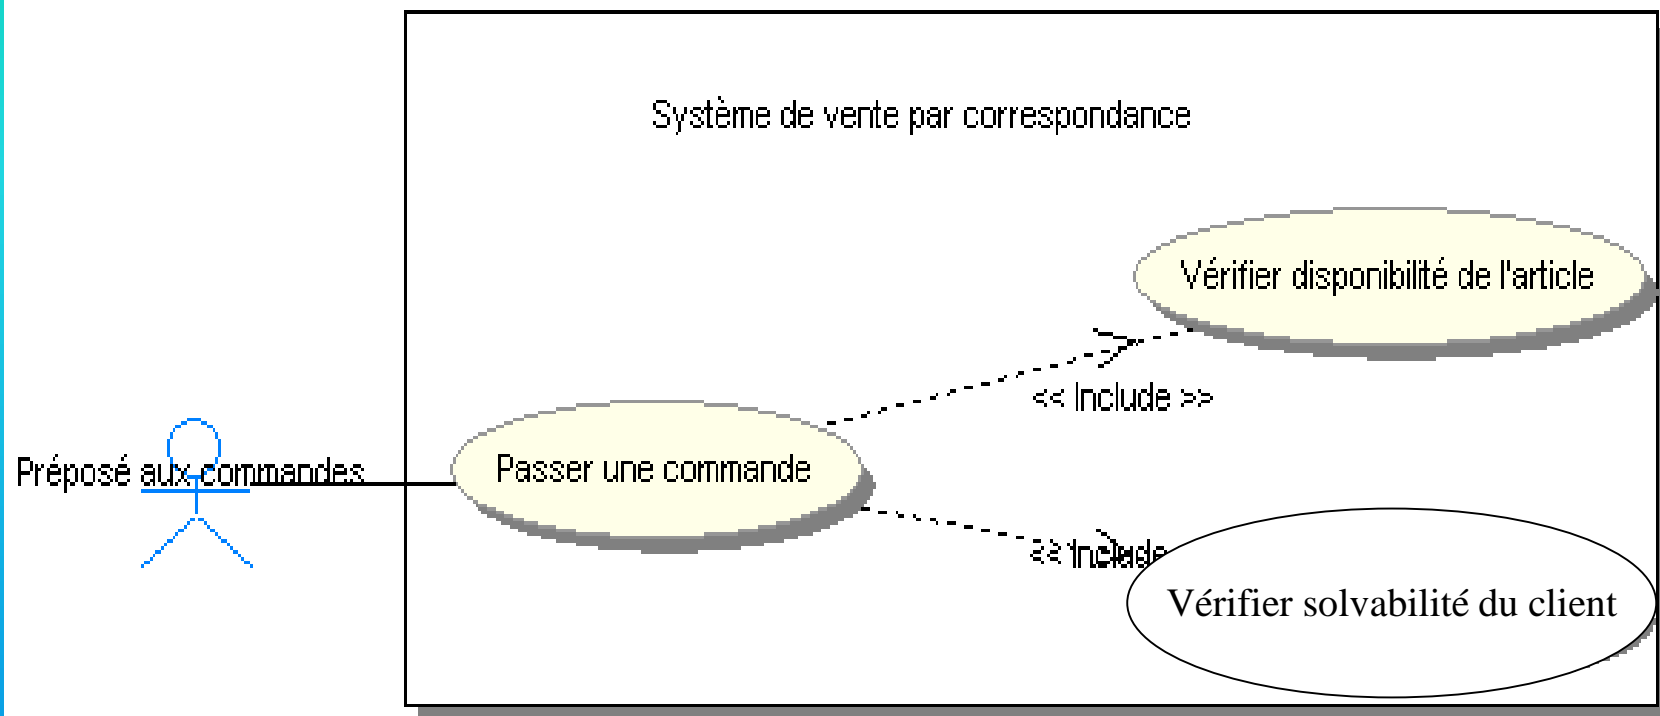 Système de vente par correspondance
Vérifier disponibilité de l'article
<< Include >>
Préposé aux commandes
Passer une commande
<< Include
Vérifier solvabilité du client